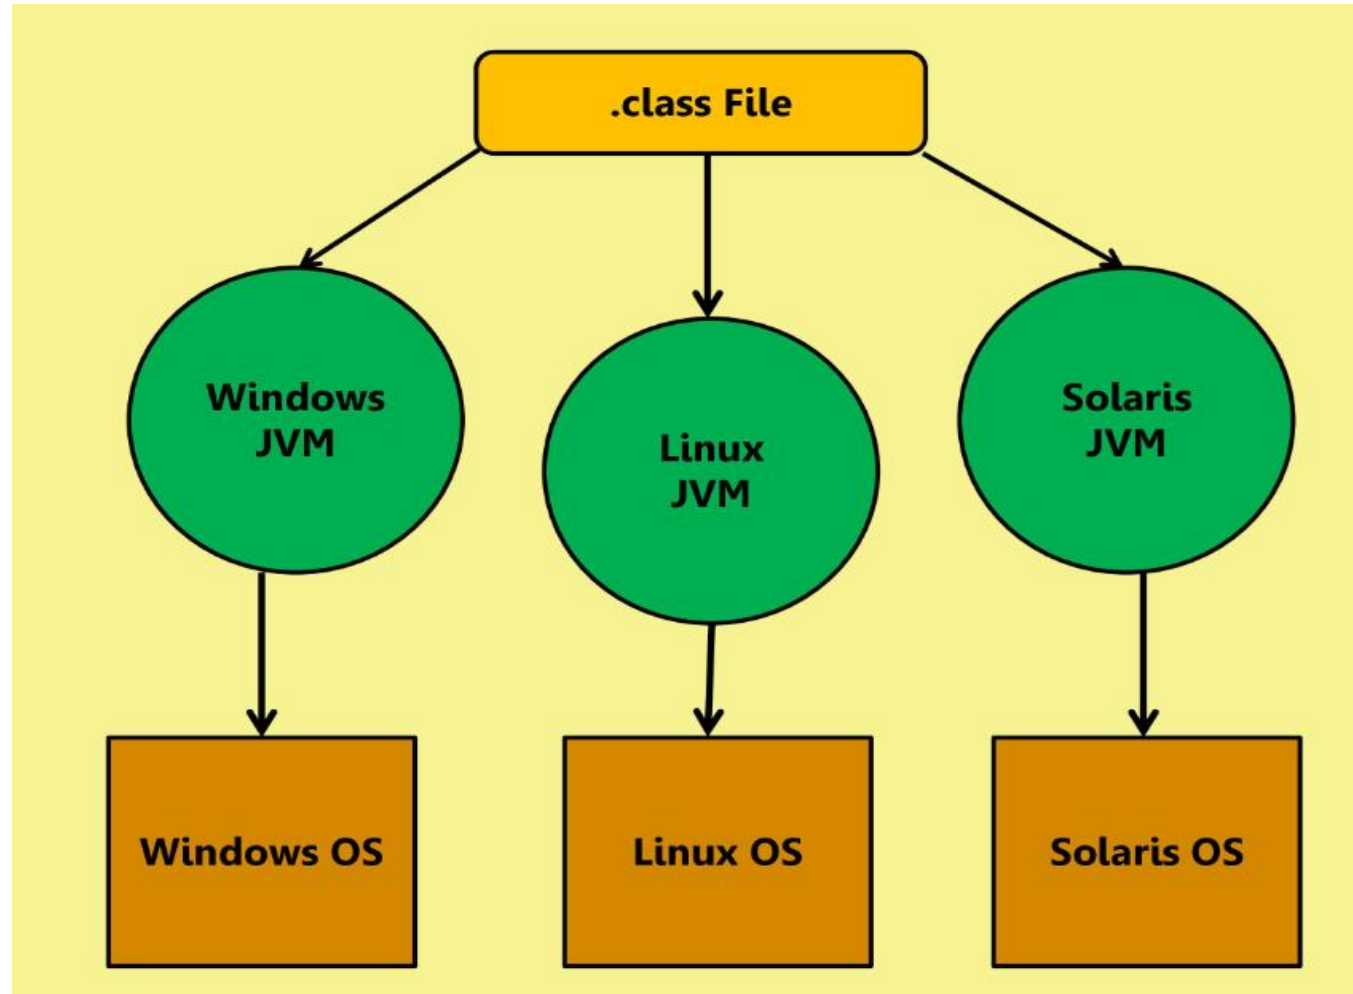 .class File
Windows
JVM
Linux
JVM
Solaris
JVM
Windows OS
Linux OS
Solaris OS